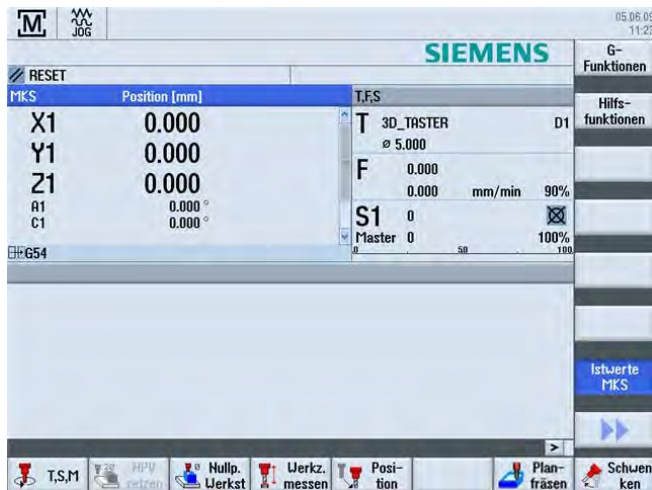 M JOG 05.06.09
11:23
SIEMENS
G-
Funktionen
RESET
MKS Position [mm] T,F,S
Hilfs-
funktionen
X1 0.000 T 3D_TASTER D1
ø 5.000
Y1 0.000
F 0.000
Z1 0.000 0.000 mm/min 90%
A1 0.000 °
C1 0.000 ° S1 0
Master 0 100%
G54 0 50 100
Istwerte
MKS
>
T,S,M
HPV
setzen
Nullp.
Werkst
Werkz.
messen
Posi-
tion
Plan-
fräsen
Schwen
ken